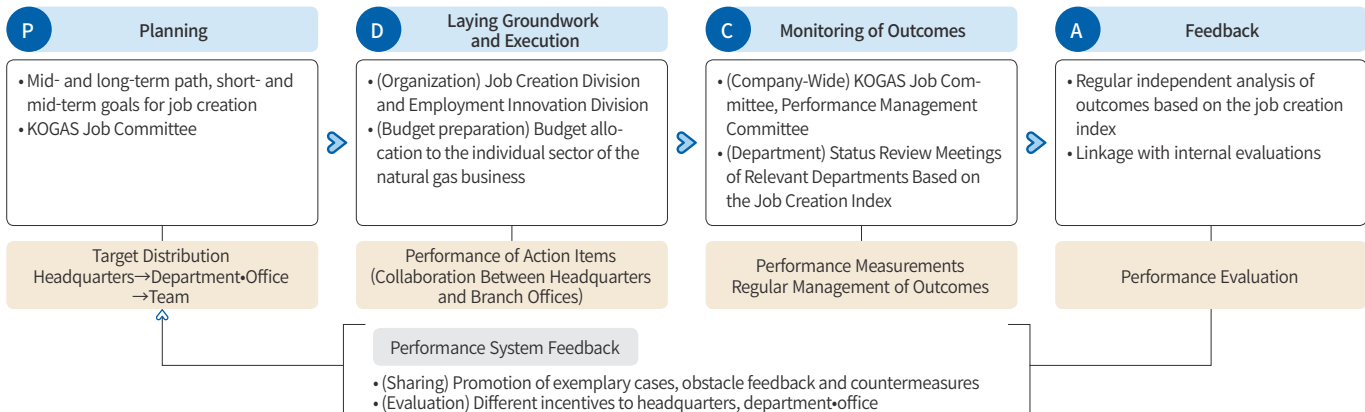 P
Planning
• Mid- and long-term path, short- and
mid-term goals for job creation
• KOGAS Job Committee
Target Distribution
Headquarters→Department•Office
→Team
D
Laying Groundwork
and Execution
• (Organization) Job Creation Division
and Employment Innovation Division
• (Budget preparation) Budget allo-
cation to the individual sector of the
natural gas business
Performance of Action Items
(Collaboration Between Headquarters
and Branch Offices)
C
Monitoring of Outcomes
• (Company-Wide) KOGAS Job Com-
mittee, Performance Management
Committee
• (Department) Status Review Meetings
of Relevant Departments Based on
the Job Creation Index
Performance Measurements
Regular Management of Outcomes
A
Feedback
• Regular independent analysis of
outcomes based on the job creation
index
• Linkage with internal evaluations
Performance Evaluation
Performance System Feedback
• (Sharing) Promotion of exemplary cases, obstacle feedback and countermeasures
• (Evaluation) Different incentives to headquarters, department•office